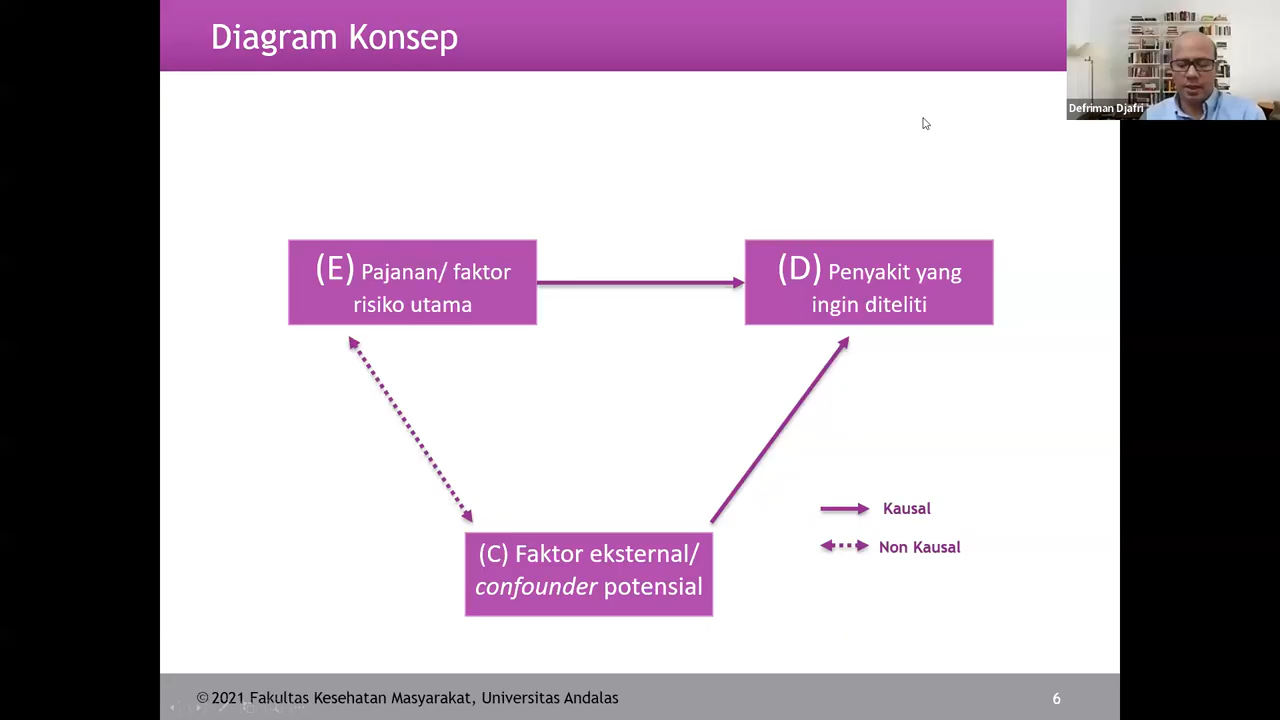 Diagram Konsep
Defriman Djafri
(E) Pajanan/ faktor
risiko utama
(D) Penyakit yang
ingin diteliti
(C) Faktor eksternal/
confounder potensial
Kausal
Non Kausal
©2021 Fakultas Kesehatan Masyarakat, Universitas Andalas
6